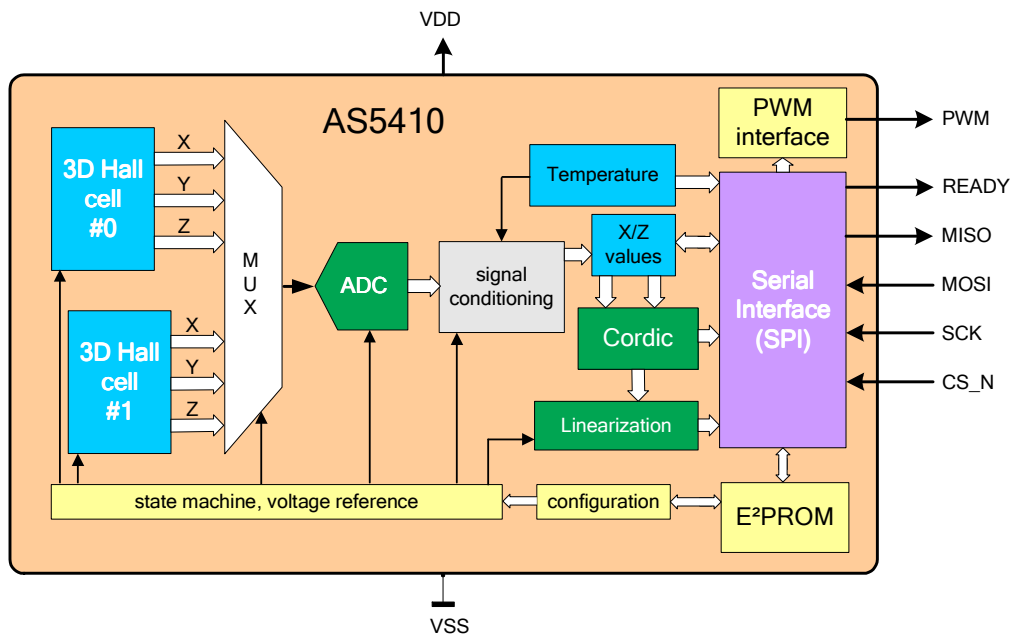 VDD
AS5410
PWM
interface
PWM
3D Hall
cell
#0
X
Y
Z
Temperature
READY
X/Z
values
MISO
M
U
X
ADC
signal
conditioning
Serial
Interface
(SPI)
MOSI
3D Hall
cell
#1
X
Y
Z
Cordic
SCK
CS_N
Linearization
state machine, voltage reference
configuration
E²PROM
VSS